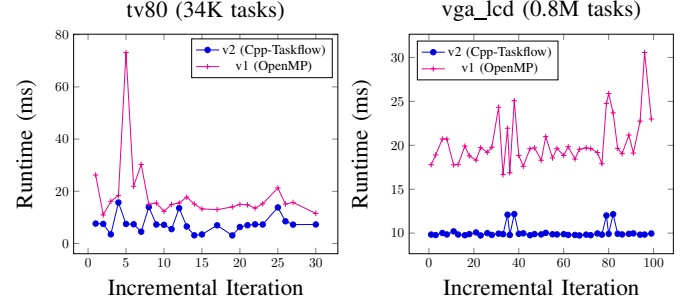 tv80 (34K tasks)
80
60
40
20
0
Runtime (ms)
v2 (Cpp-Taskflow)
v1 (OpenMP)
0
5
10
15
20
25
30
Incremental Iteration
vga_lcd (0.8M tasks)
30
25
20
15
10
Runtime (ms)
v2 (Cpp-Taskflow)
v1 (OpenMP)
0
20
40
60
80
100
Incremental Iteration